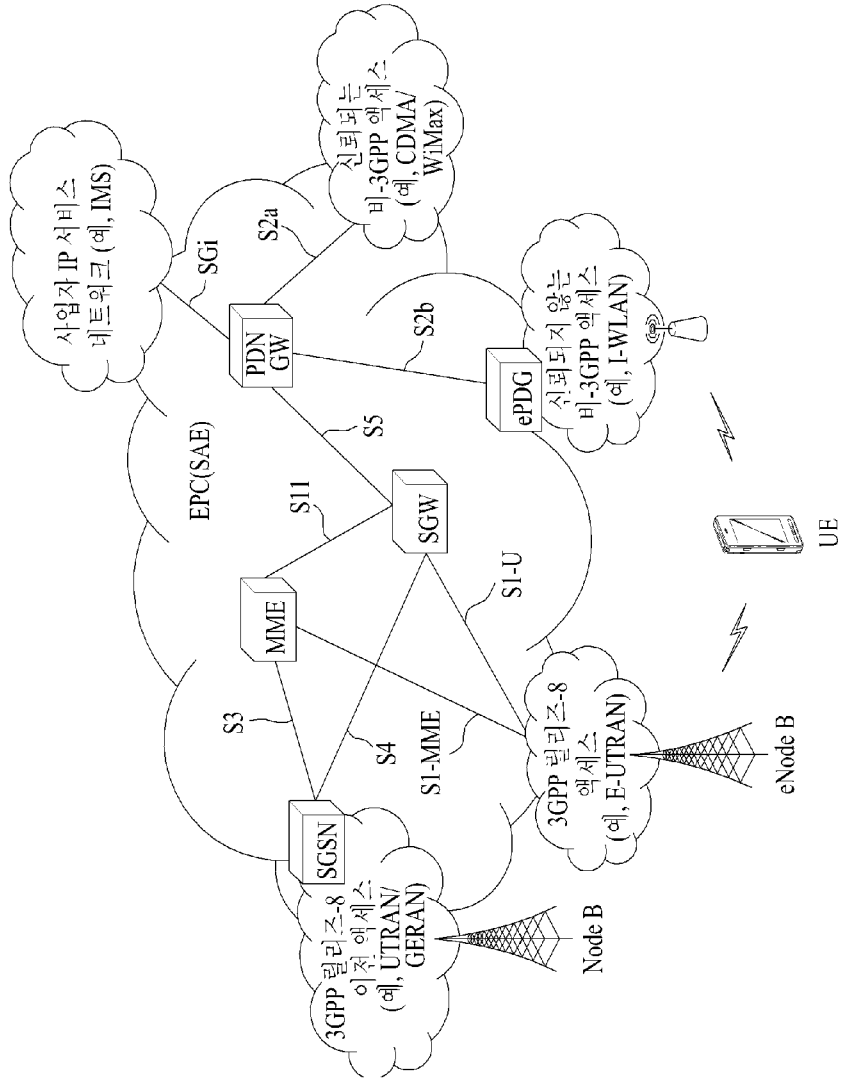 사업자 IP 서비스
네트워크 (예, IMS)
SGi
PDN
GW
S2a
신뢰되는
비-3GPP 액세스
(예, CDMA/
WiMax)
EPC(SAE)
S5
S2b
S11
MME
SGW
ePDG
신뢰되지 않는
비-3GPP 액세스
(예, I-WLAN)
S3
S4
S1-MME
S1-U
SGSN
3GPP 릴리즈-8
이전 액세스
(예, UTRAN/
GERAN)
3GPP 릴리즈-8
액세스
(예, E-UTRAN)
Node B
eNode B
UE